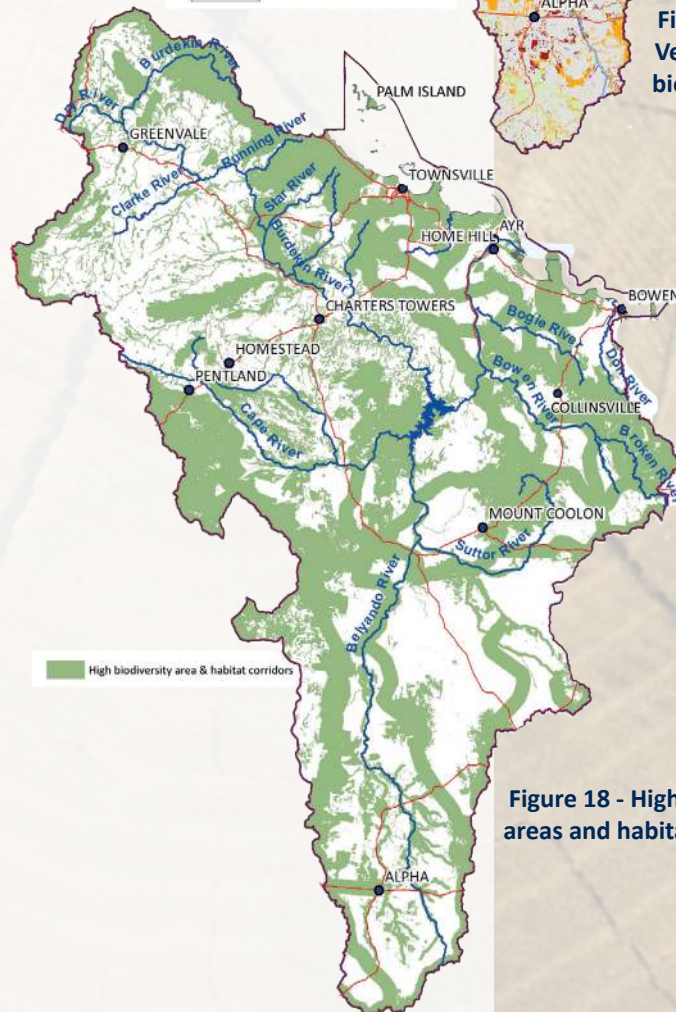 ALPHA
Fi
Ve
bio
Burdekin River
PALM ISLAND
River
GREENVALE
Running River
TOWNSVILLE
Clarke River
Star River
AYR
HOME HILL
Burdekin River
BOWEN
CHARTERS TOWERS
Bogie River
HOMESTEAD
Don River
PENTLAND
Bowen River
COLLINSVILLE
Cape River
Broken River
MOUNT COOLON
Suttor River
Belyando River
High biodiversity area & habitat corridors
Figure 18 - High
areas and habita
ALPHA